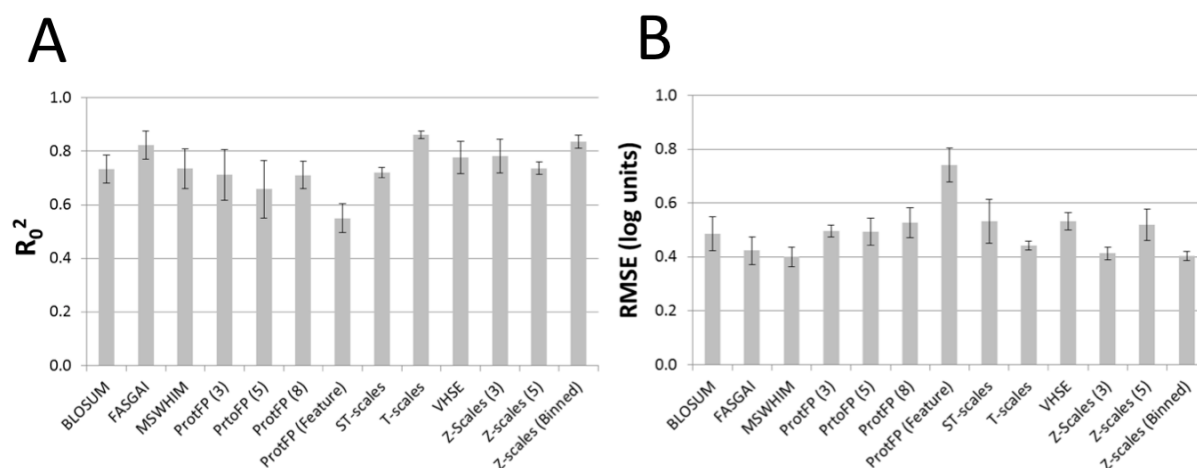 A
R₀²
1.0
0.8
0.6
0.4
0.2
0.0
BLOSUM
FASGAI
MSWHIM
ProtFP (3)
PrtoFP (5)
ProtFP (8)
ProtFP (Feature)
ST-scales
T-scales
VHSE
Z-Scales (3)
Z-scales (5)
Z-scales (Binned)
B
RMSE (log units)
1.0
0.8
0.6
0.4
0.2
0.0
BLOSUM
FASGAI
MSWHIM
ProtFP (3)
PrtoFP (5)
ProtFP (8)
ProtFP (Feature)
ST-scales
T-scales
VHSE
Z-Scales (3)
Z-scales (5)
Z-scales (Binned)